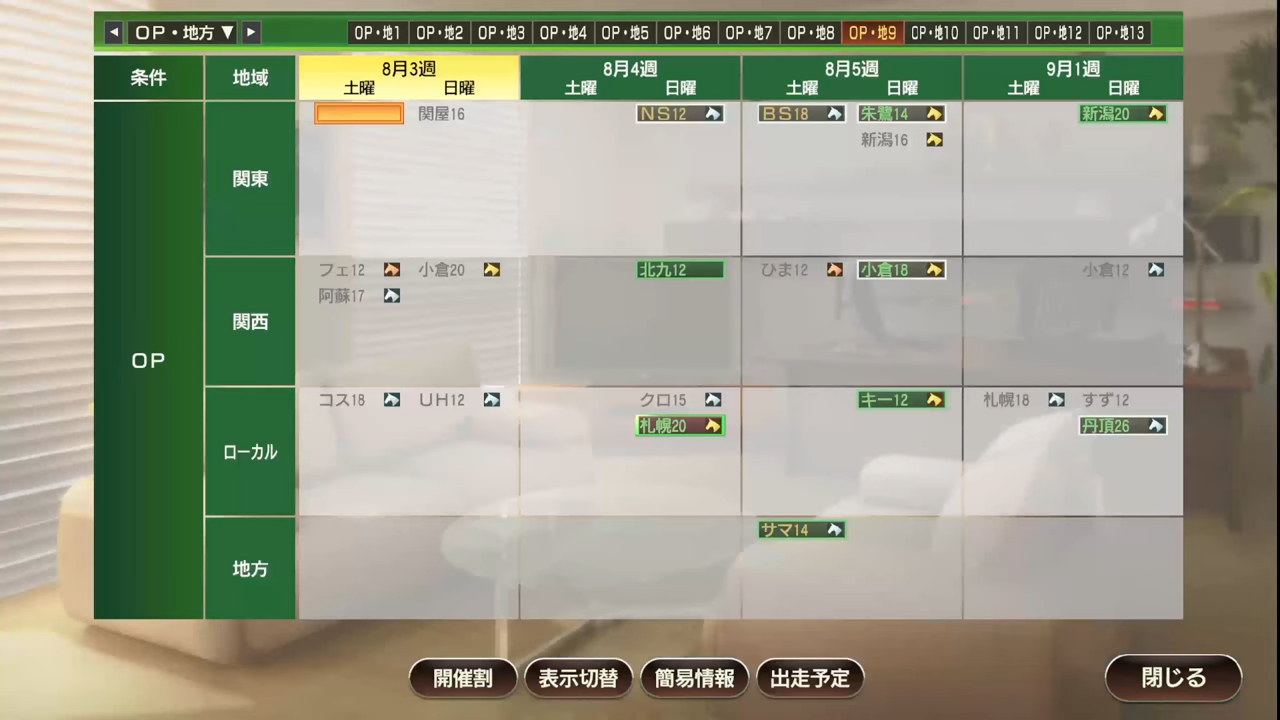 ◀ OP・地方▼ ▶ OP・地1 OP・地2 OP・地3 OP・地4 OP・地5 OP・地6 OP・地7 OP・地8 OP・地9 OP・地10 OP・地11 OP・地12 OP・地13
条件 地域 8月3週 8月4週 8月5週 9月1週
土曜 日曜 土曜 日曜 土曜 日曜 土曜 日曜
関屋16 NS12 BS18 朱鷺14 新潟20
新潟16
関東
フェ12 小倉20 北九12 ひま12 小倉18 小倉12
阿蘇17
関西
OP
コス18 UH12 クロ15 キー12 札幌18 すず12
札幌20 丹頂26
ローカル
サマ14
地方
開催割 表示切替 簡易情報 出走予定 閉じる